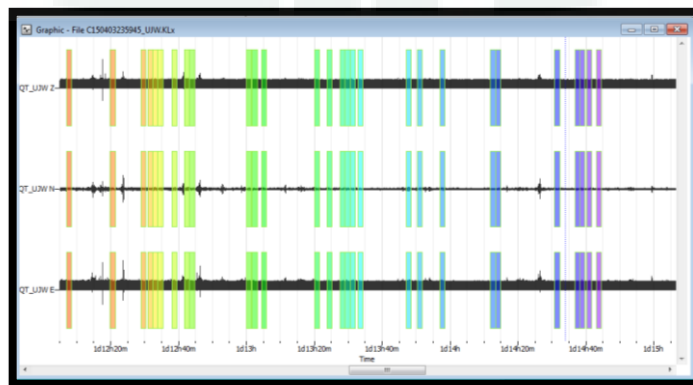 Graphic - File C150403235945_UJW.KLx
QT_UJW Z
QT_UJW N
QT_UJW E
1d12h20m 1d12h40m 1d13h 1d13h20m 1d13h40m 1d14h 1d14h20m 1d14h40m 1d15h
Time